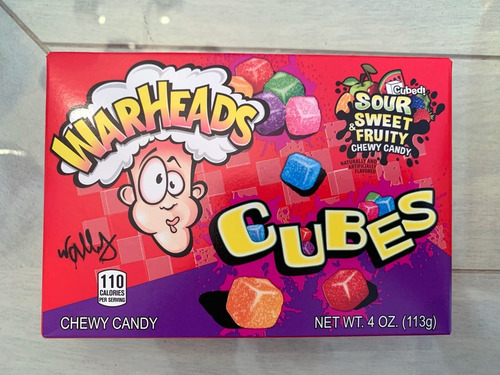 WARHEADS
Cubed!
SOUR
SWEET
& FRUITY
CHEWY CANDY
NATURALLY AND
ARTIFICIALLY
FLAVORED
CUBES
Wally
110
CALORIES
PER SERVING
CHEWY CANDY
NET WT. 4 OZ. (113g)